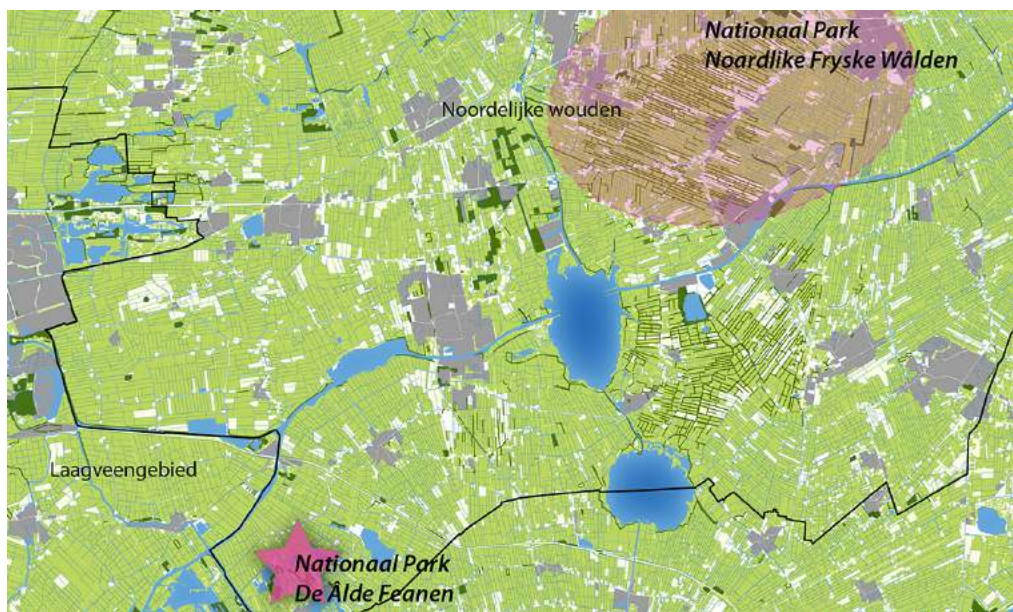 Nationaal Park
Noardlike Fryske Wâlden
Noordelijke wouden
Laagveengebied
Nationaal Park
De Âlde Feanen